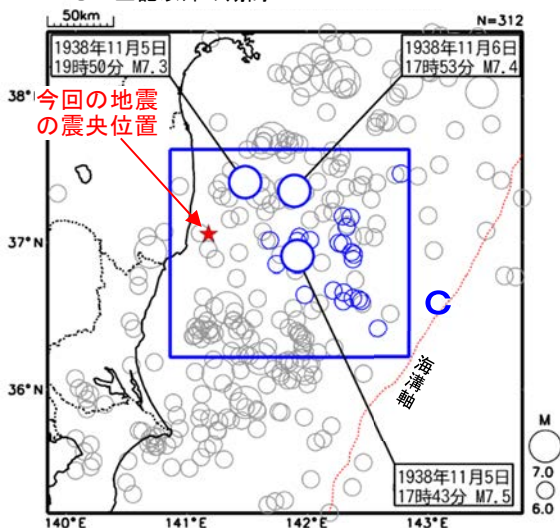 50km
N=312
1938年11月5日
19時50分 M7.3
1938年11月6日
17時53分 M7.4
今回の地震
の震央位置
38°N
37°N
36°N
C
海溝軸
1938年11月5日
17時43分 M7.5
M
7.0
6.0
140°E
141°E
142°E
143°E